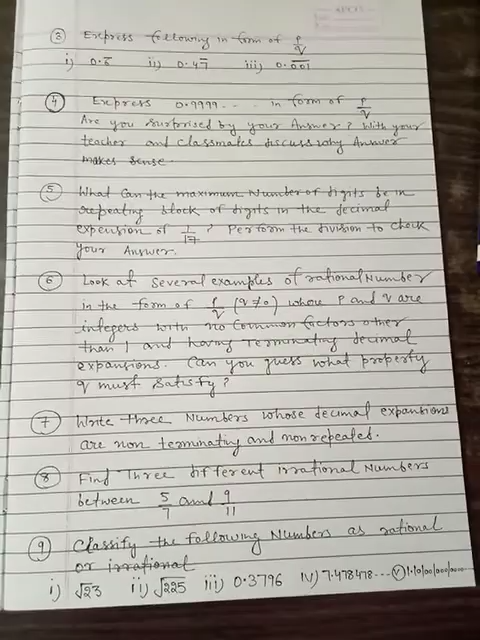 ③ Express following in form of p/q
i) 0.6̅ ii) 0.47̅ iii) 0.0̅0̅1̅
④ Express 0.9999... in form of p/q
Are you surprised by your Answer? With your
teacher and classmates discuss why Answer
makes sense.
⑤ What can the maximum Number of digits be in
repeating block of digits in the decimal
expension of 1/17? Perform the division to check
your Answer.
⑥ Look at several examples of rational Number
in the form of p/q (q≠0) whose p and q are
integers with no Common factors other
than 1 and having terminating decimal
expansions. Can you guess what property
q must satisfy?
⑦ Write three Numbers whose decimal expansions
are non terminating and non repeated.
⑧ Find Three different irrational Numbers
between 5/7 and 9/11
⑨ Classify the following Numbers as rational
or irrational
i) √23 ii) √225 iii) 0.3796 iv) 7.478478... ⓥ 1.101001000100001...